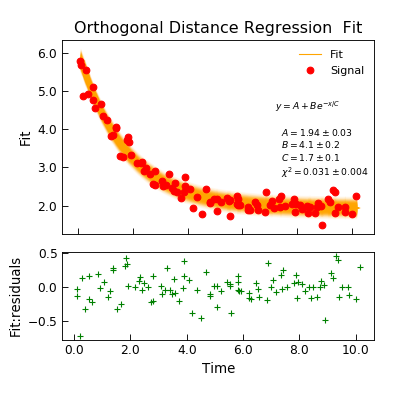 Orthogonal Distance Regression  Fit
6.0
5.0
4.0
3.0
2.0
Fit
Fit
Signal
y = A + Be^{-x/C}
A = 1.94 ± 0.03
B = 4.1 ± 0.2
C = 1.7 ± 0.1
χ² = 0.031 ± 0.004
0.5
0.0
−0.5
Fit:residuals
0.0 2.0 4.0 6.0 8.0 10.0
Time